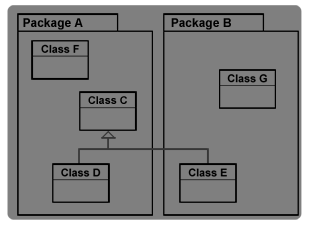 Package A
Package B
Class F
Class G
Class C
Class D
Class E